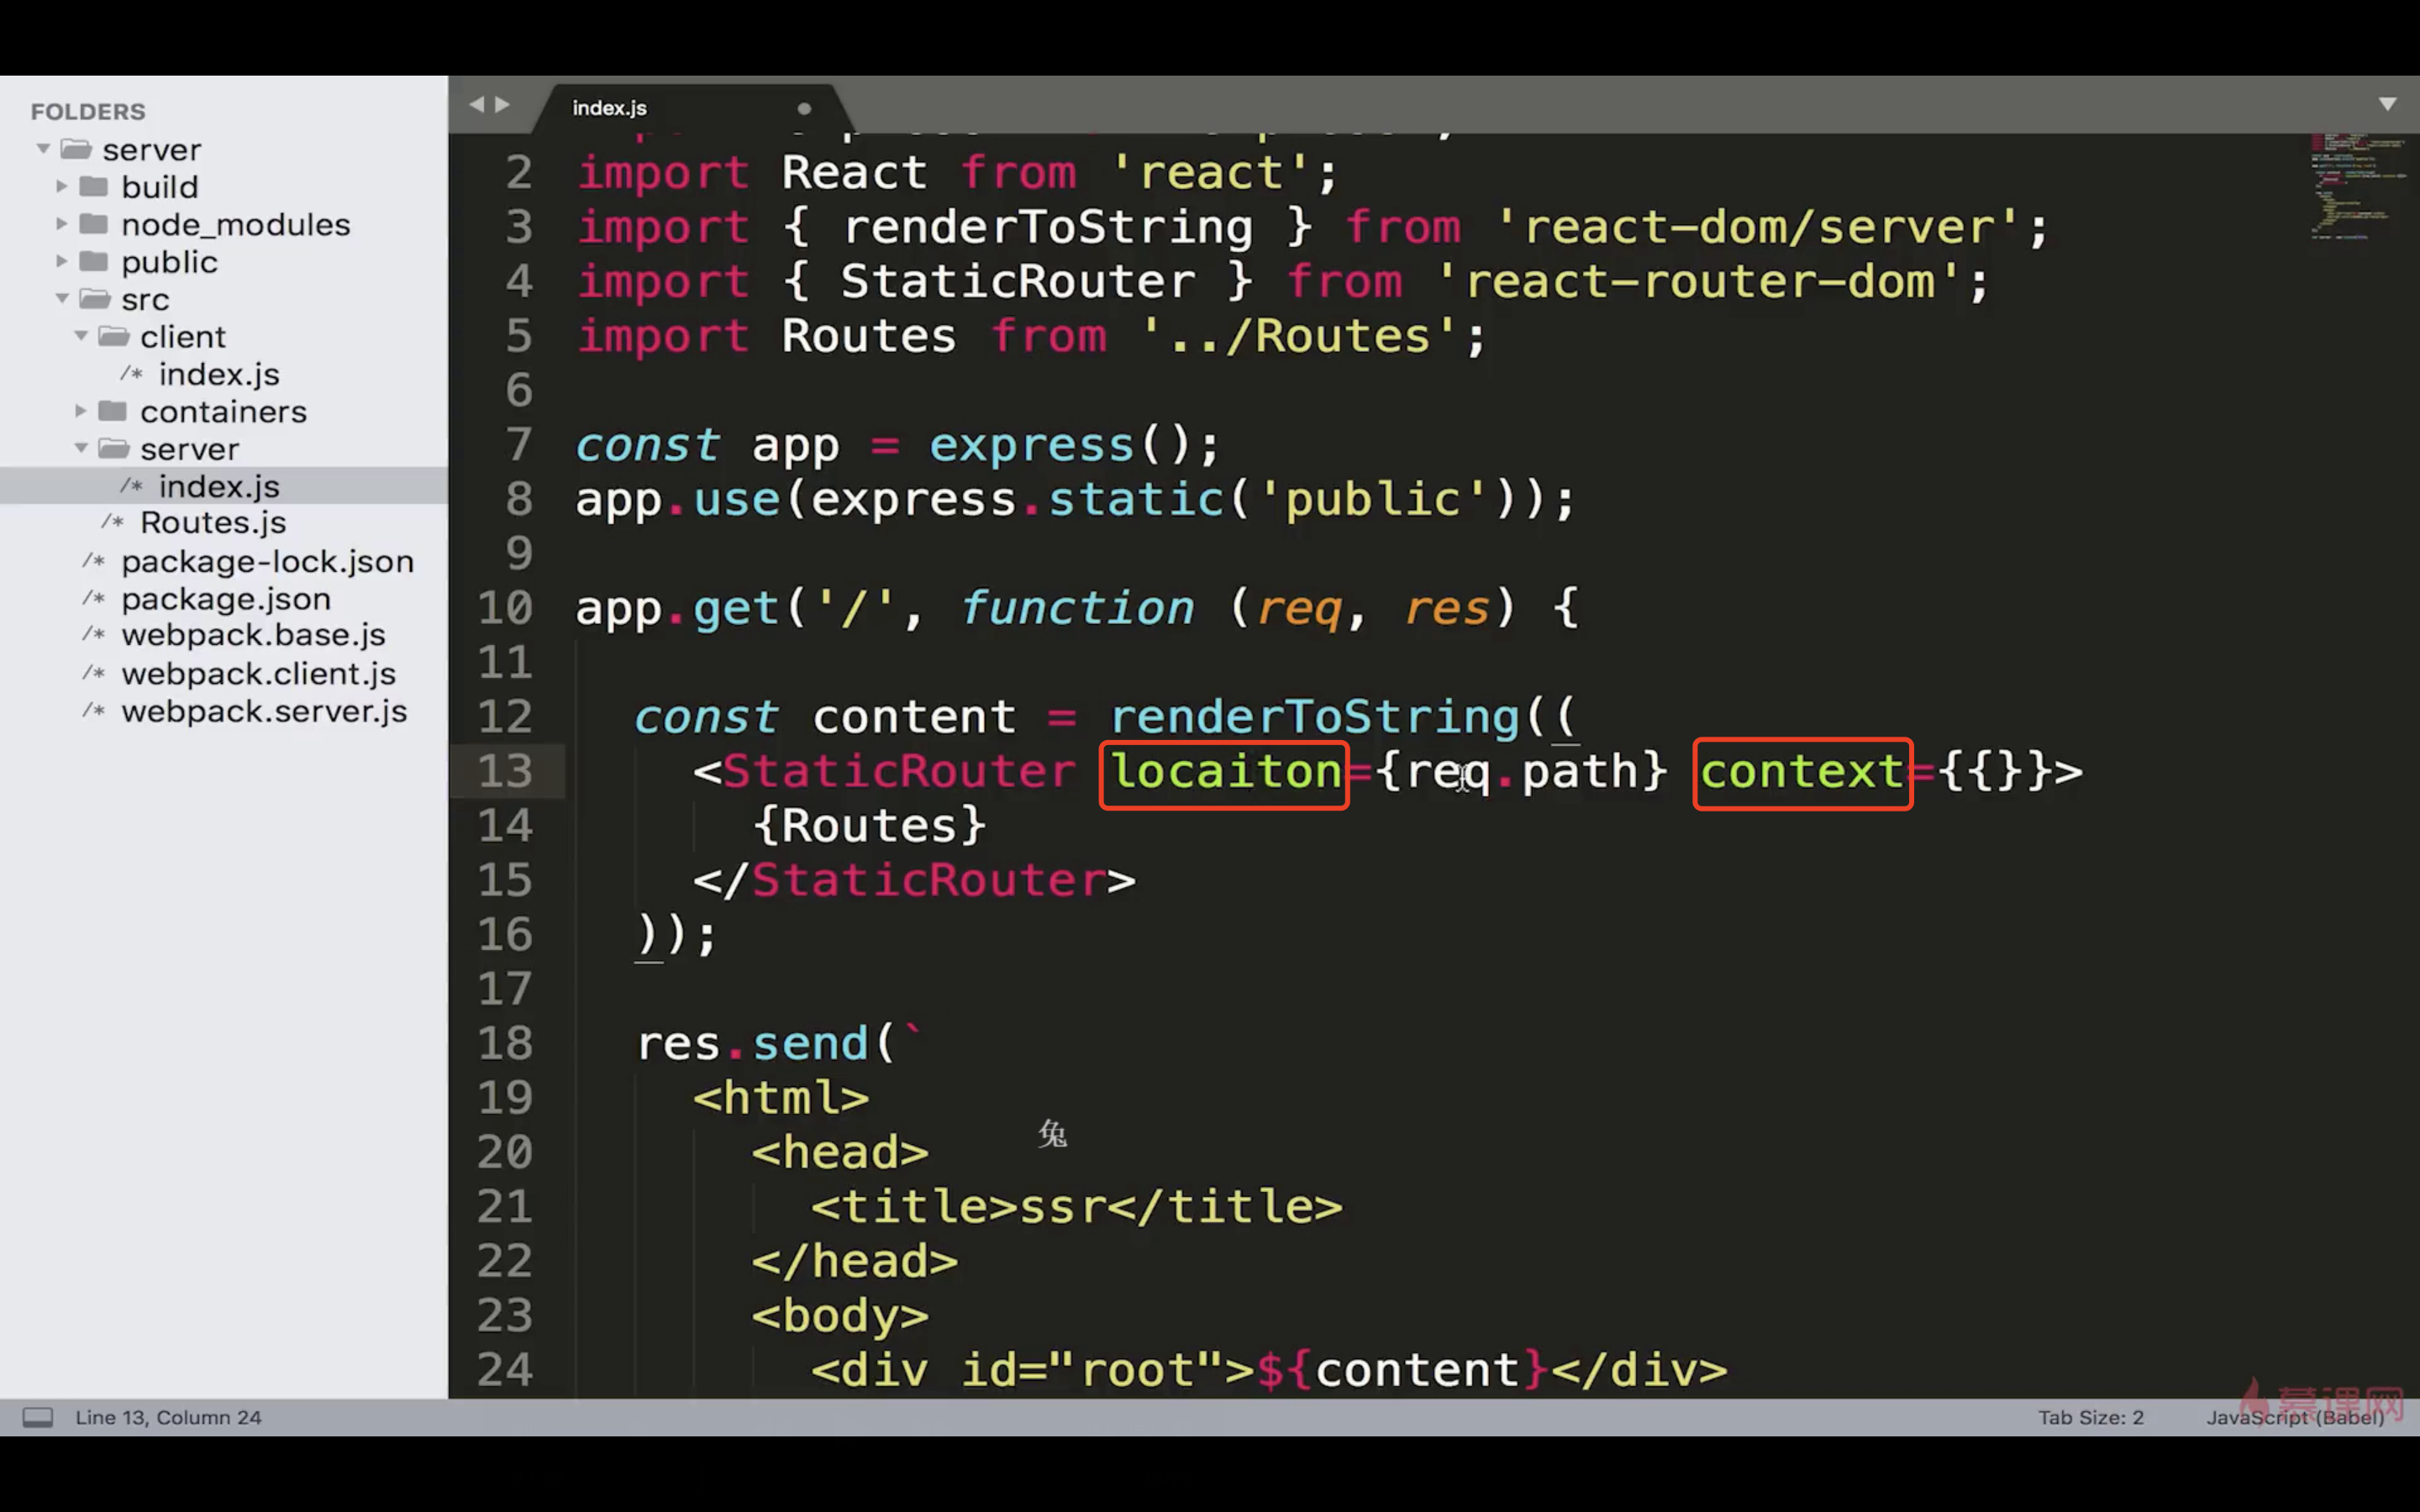 FOLDERS
server
build
node_modules
public
src
client
/* index.js
containers
server
/* index.js
/* Routes.js
/* package-lock.json
/* package.json
/* webpack.base.js
/* webpack.client.js
/* webpack.server.js
index.js
2 import React from 'react';
3 import { renderToString } from 'react-dom/server';
4 import { StaticRouter } from 'react-router-dom';
5 import Routes from '../Routes';
6
7 const app = express();
8 app.use(express.static('public'));
9
10 app.get('/', function (req, res) {
11
12 const content = renderToString((
13 <StaticRouter locaiton={req.path} context={{}}>
14 {Routes}
15 </StaticRouter>
16 ));
17
18 res.send(`
19 <html>
20 <head>
21 <title>ssr</title>
22 </head>
23 <body>
24 <div id="root">${content}</div>
兔
Line 13, Column 24
Tab Size: 2
JavaScript (Babel)
慕课网